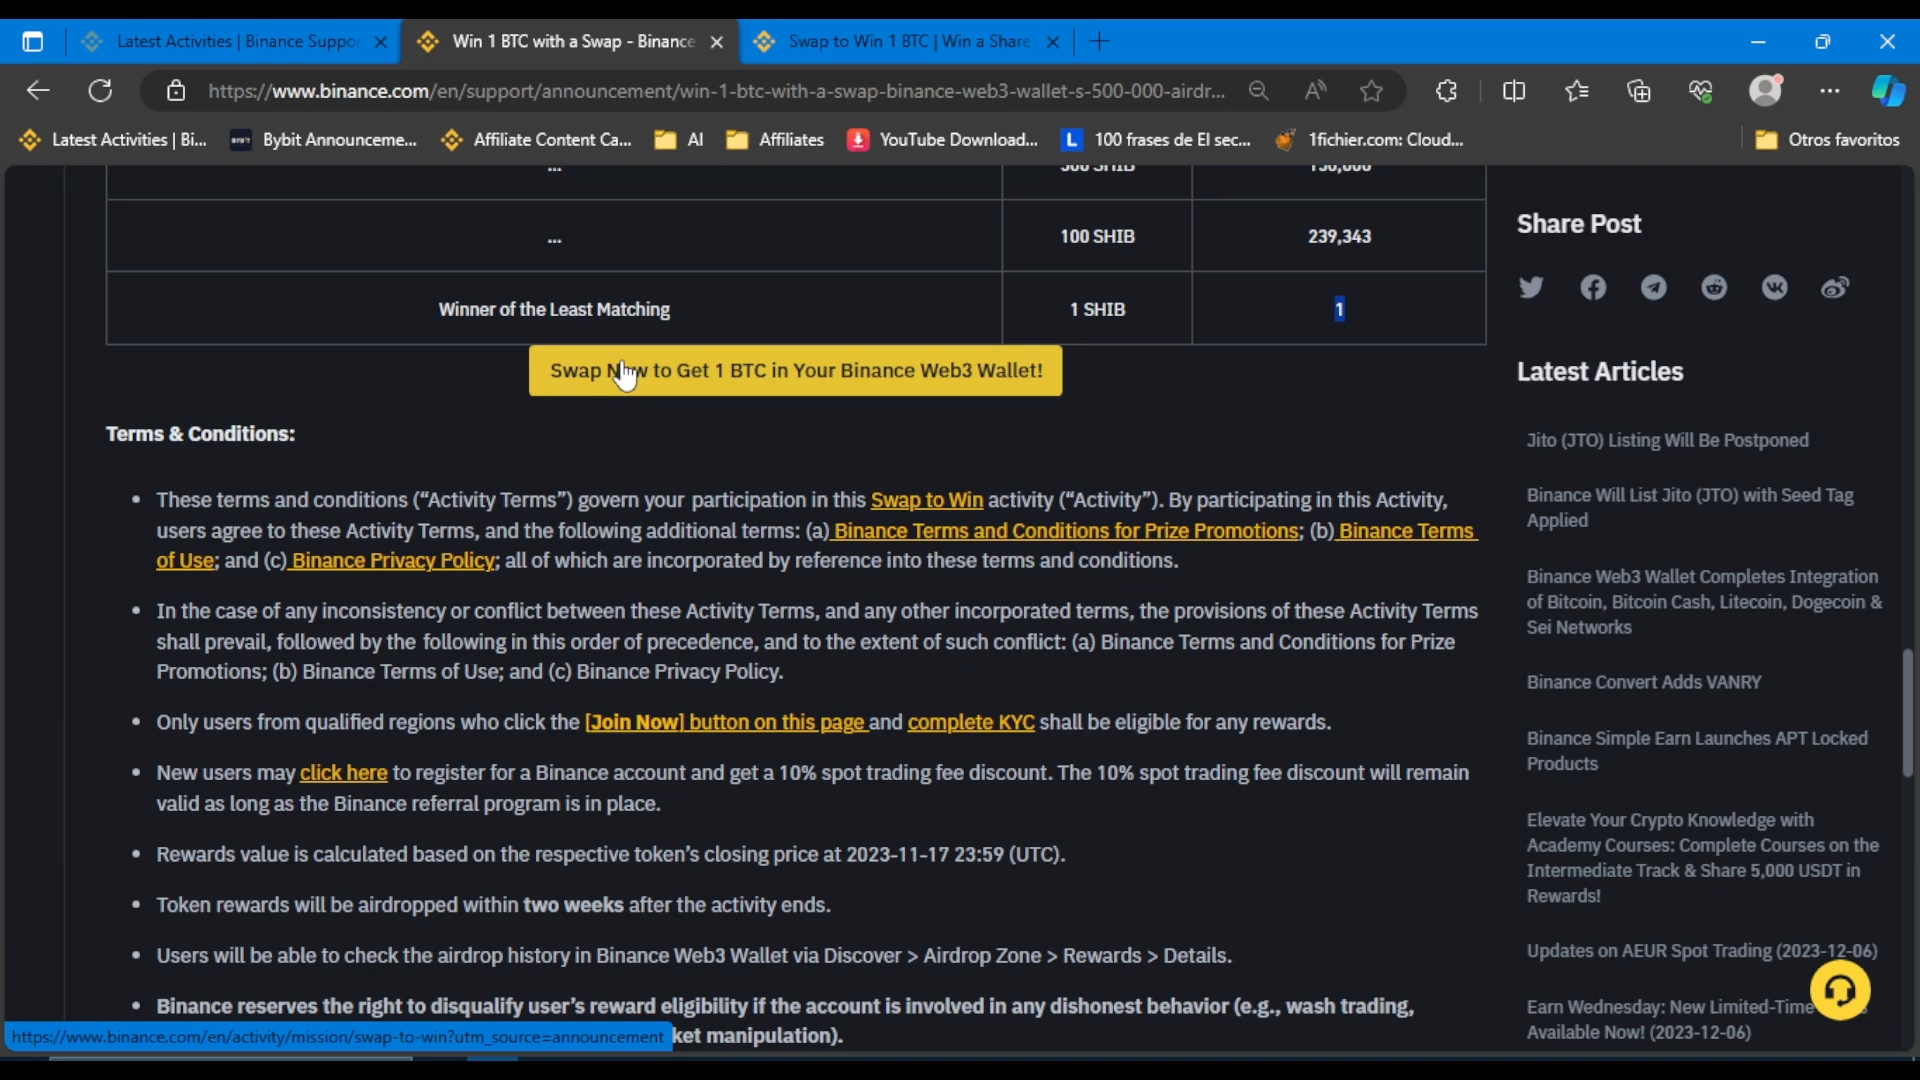 Latest Activities | Binance Suppor
Win 1 BTC with a Swap - Binance
Swap to Win 1 BTC | Win a Share
https://www.binance.com/en/support/announcement/win-1-btc-with-a-swap-binance-web3-wallet-s-500-000-airdr...
Latest Activities | Bi...
Bybit Announceme...
Affiliate Content Ca...
AI
Affiliates
YouTube Download...
100 frases de El sec...
1fichier.com: Cloud...
Otros favoritos
...
... 100 SHIB 239,343
Winner of the Least Matching 1 SHIB 1
Swap Now to Get 1 BTC in Your Binance Web3 Wallet!
Terms & Conditions:
• These terms and conditions (“Activity Terms”) govern your participation in this Swap to Win activity (“Activity”). By participating in this Activity,
users agree to these Activity Terms, and the following additional terms: (a) Binance Terms and Conditions for Prize Promotions; (b) Binance Terms
of Use; and (c) Binance Privacy Policy; all of which are incorporated by reference into these terms and conditions.
• In the case of any inconsistency or conflict between these Activity Terms, and any other incorporated terms, the provisions of these Activity Terms
shall prevail, followed by the following in this order of precedence, and to the extent of such conflict: (a) Binance Terms and Conditions for Prize
Promotions; (b) Binance Terms of Use; and (c) Binance Privacy Policy.
• Only users from qualified regions who click the [Join Now] button on this page and complete KYC shall be eligible for any rewards.
• New users may click here to register for a Binance account and get a 10% spot trading fee discount. The 10% spot trading fee discount will remain
valid as long as the Binance referral program is in place.
• Rewards value is calculated based on the respective token’s closing price at 2023-11-17 23:59 (UTC).
• Token rewards will be airdropped within two weeks after the activity ends.
• Users will be able to check the airdrop history in Binance Web3 Wallet via Discover > Airdrop Zone > Rewards > Details.
• Binance reserves the right to disqualify user’s reward eligibility if the account is involved in any dishonest behavior (e.g., wash trading,
ket manipulation).
https://www.binance.com/en/activity/mission/swap-to-win?utm_source=announcement
Share Post
Latest Articles
Jito (JTO) Listing Will Be Postponed
Binance Will List Jito (JTO) with Seed Tag
Applied
Binance Web3 Wallet Completes Integration
of Bitcoin, Bitcoin Cash, Litecoin, Dogecoin &
Sei Networks
Binance Convert Adds VANRY
Binance Simple Earn Launches APT Locked
Products
Elevate Your Crypto Knowledge with
Academy Courses: Complete Courses on the
Intermediate Track & Share 5,000 USDT in
Rewards!
Updates on AEUR Spot Trading (2023-12-06)
Earn Wednesday: New Limited-Time
Available Now! (2023-12-06)